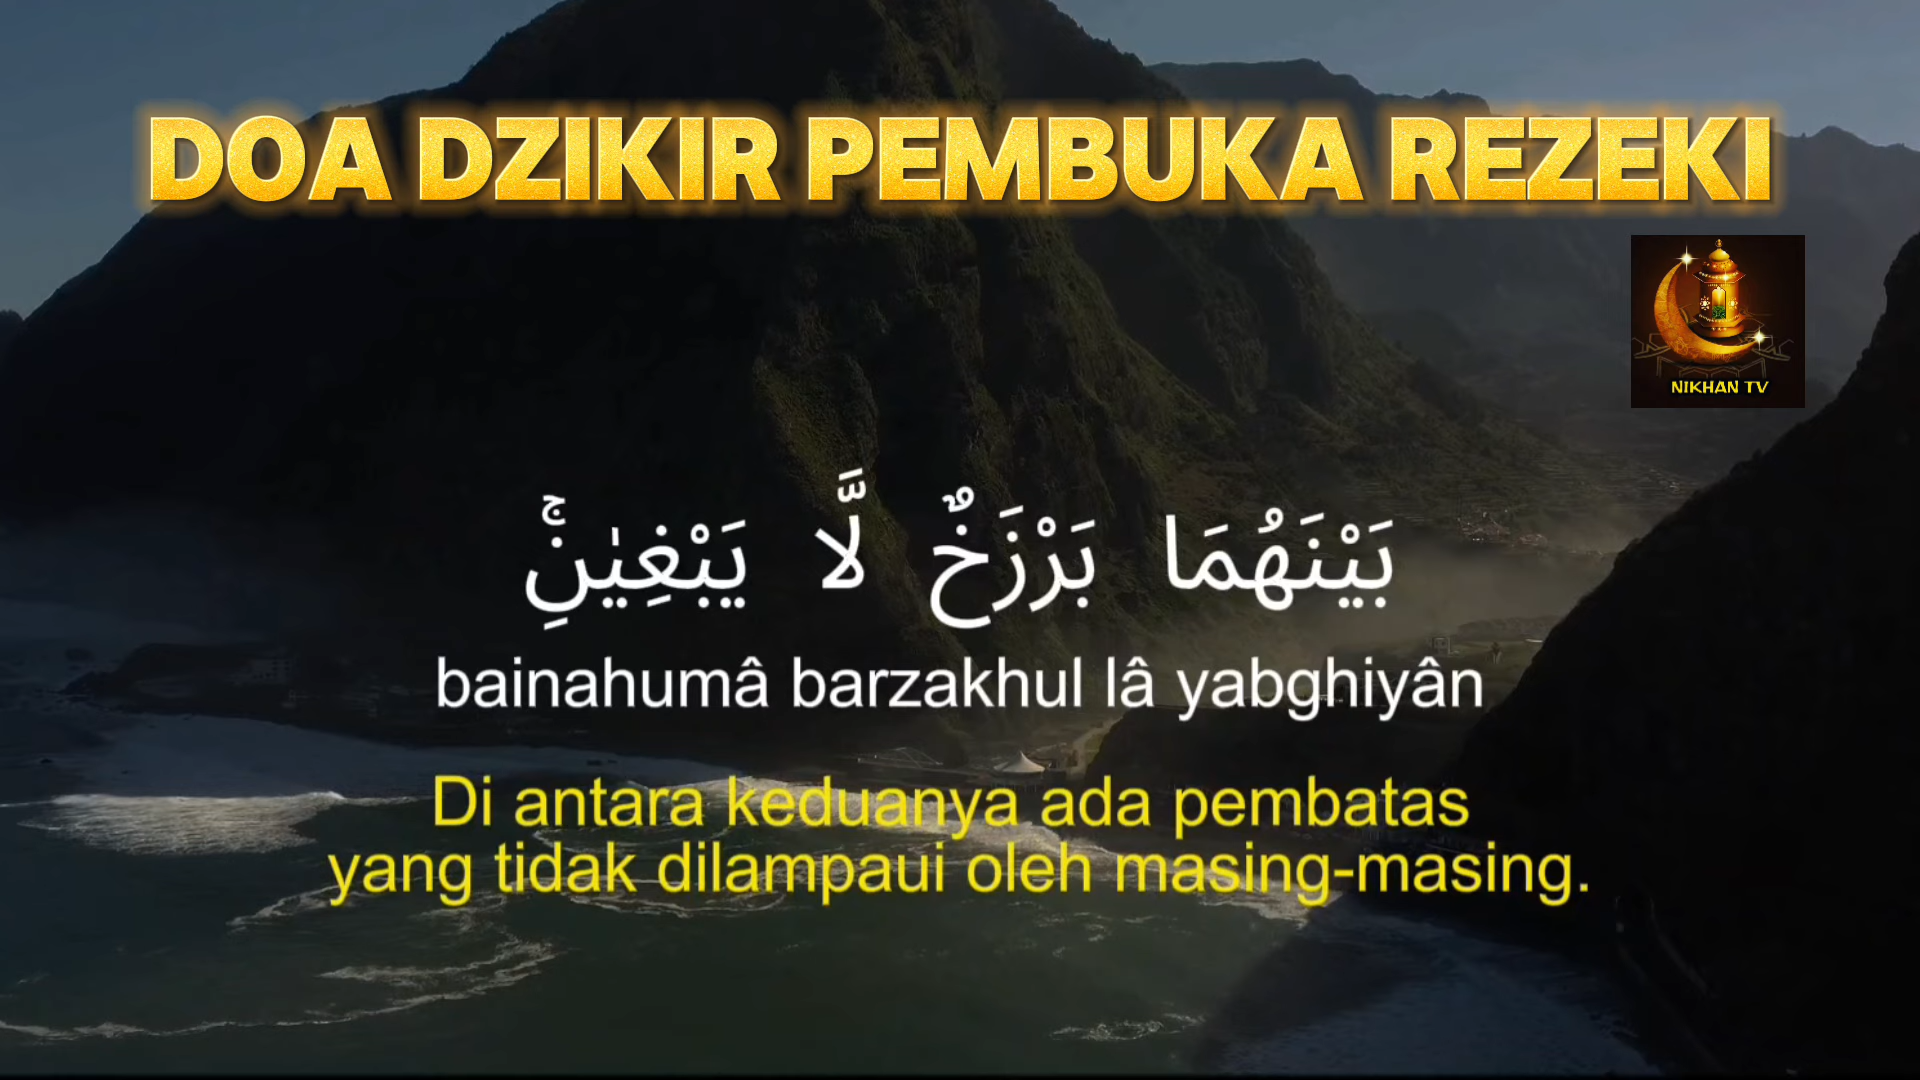 DOA DZIKIR PEMBUKA REZEKI
NIKHAN TV
بَيْنَهُمَا بَرْزَخٌ لَّا يَبْغِيٰنِۚ
bainahumâ barzakhul lâ yabghiyân
Di antara keduanya ada pembatas
yang tidak dilampaui oleh masing-masing.